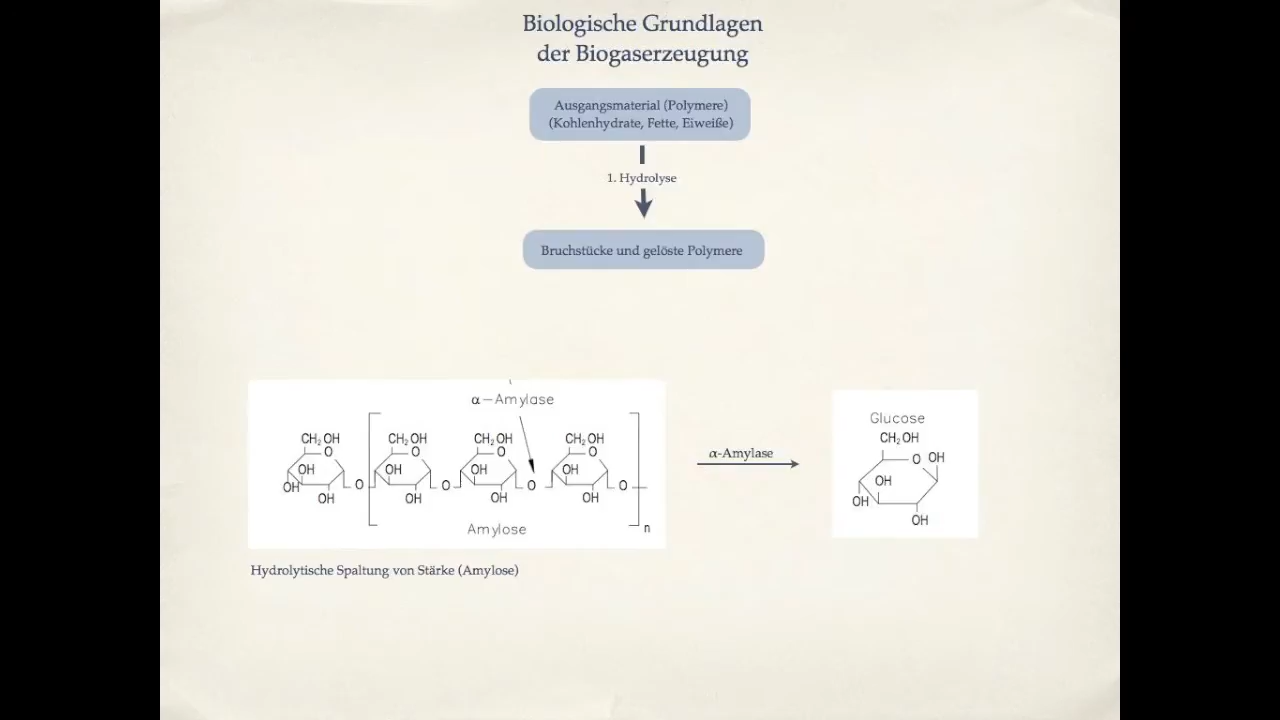 Biologische Grundlagen
der Biogaserzeugung
Ausgangsmaterial (Polymere)
(Kohlenhydrate, Fette, Eiweiße)
1. Hydrolyse
Bruchstücke und gelöste Polymere
α-Amylase
CH₂OH CH₂OH CH₂OH CH₂OH
O O O O
OH OH OH OH
OH O O O O
OH OH OH OH
Amylose n
α-Amylase
Glucose
CH₂OH
O OH
OH
OH
OH
Hydrolytische Spaltung von Stärke (Amylose)